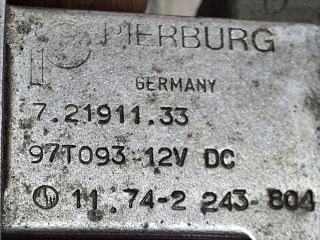 PIERBURG
GERMANY
7.21911.33
97T093 12V DC
11.74-2 243-804